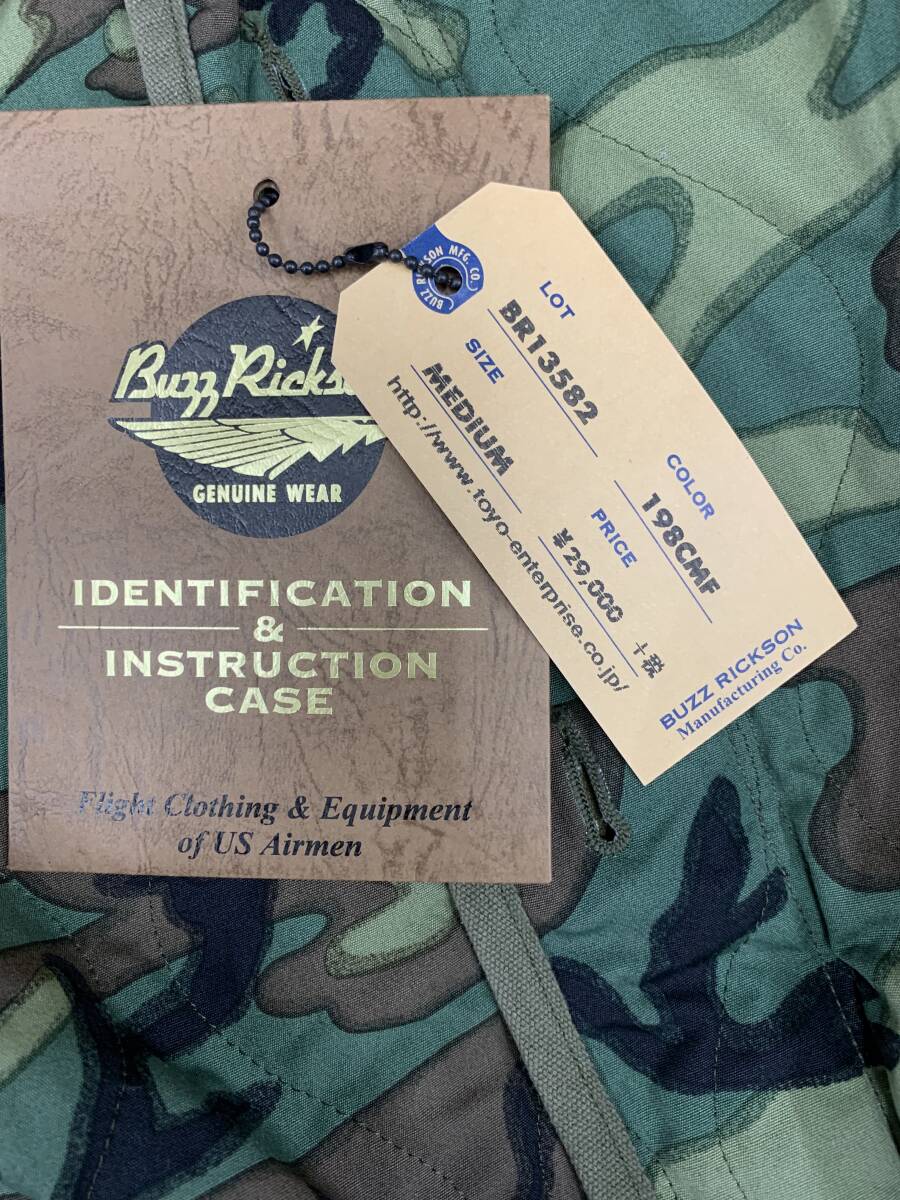 Buzz Ricks
GENUINE WEAR
IDENTIFICATION
&
INSTRUCTION
CASE
Flight Clothing & Equipment
of US Airmen
BUZZ RICKSON MFG. CO.
LOT
BR13582
COLOR
198CMF
SIZE
MEDIUM
PRICE
¥29,000 +税
http://www.toyo-enterprise.co.jp/
BUZZ RICKSON
Manufacturing Co.